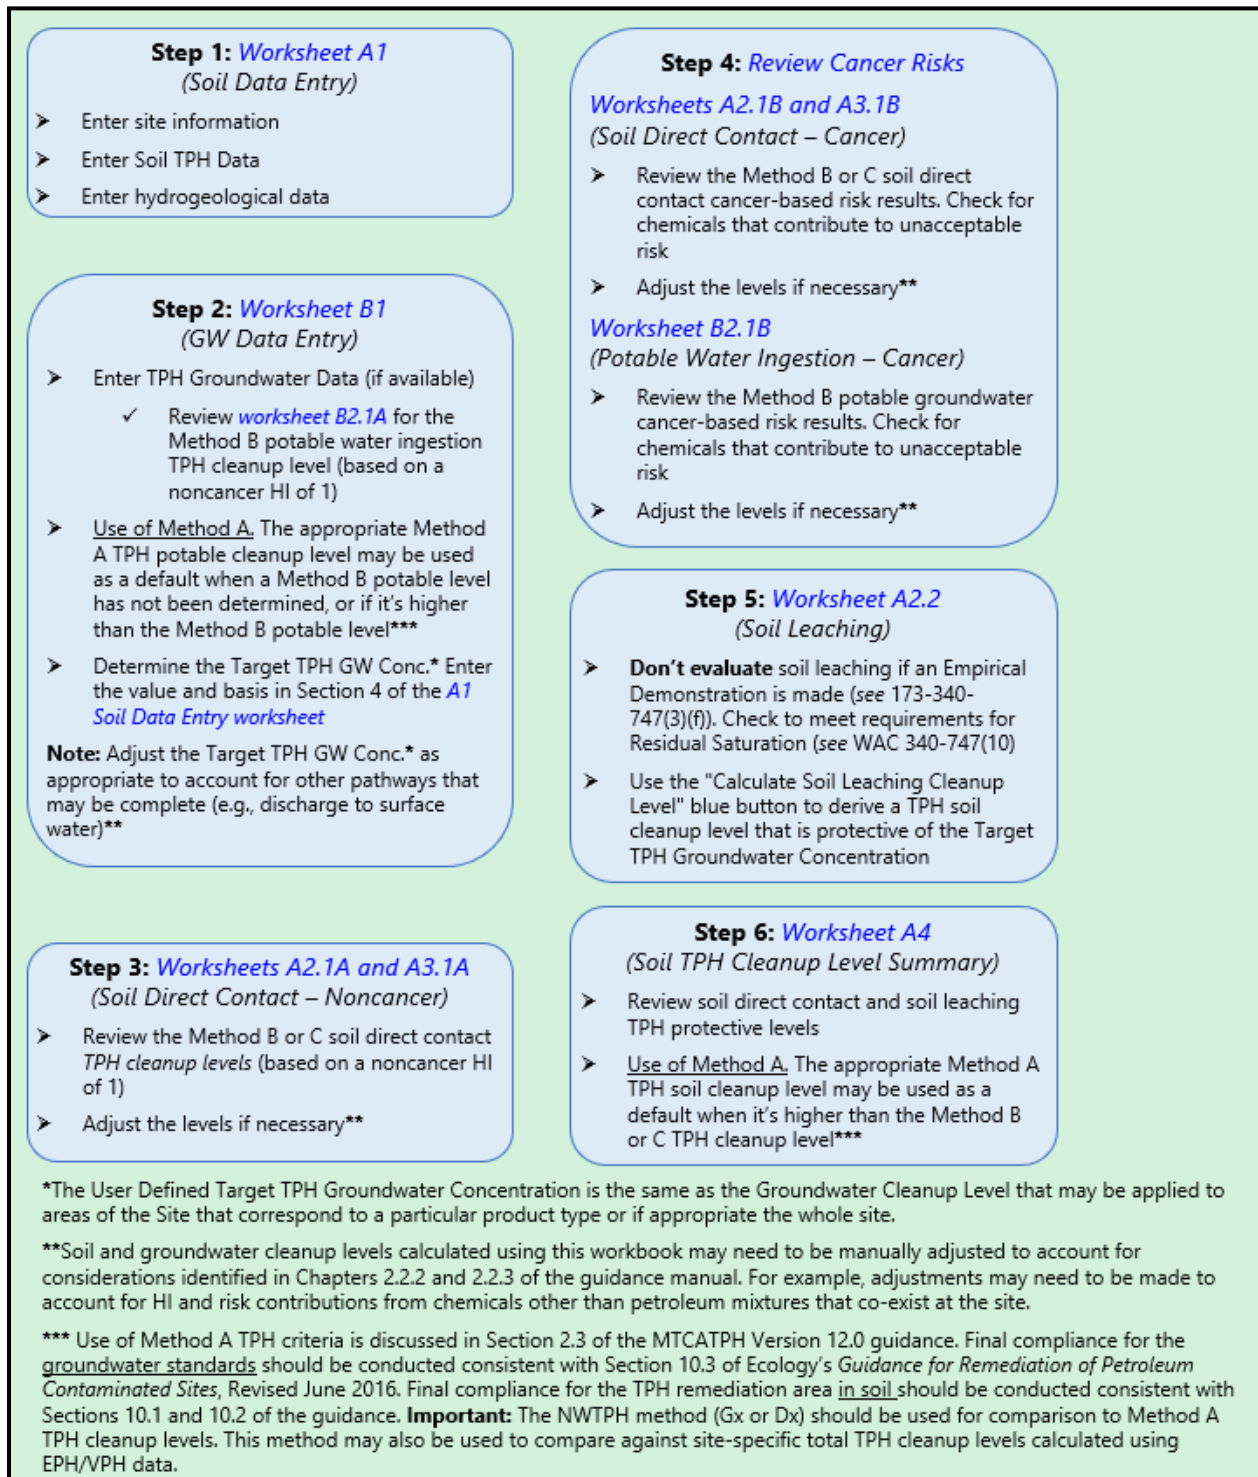 Step 1: Worksheet A1
(Soil Data Entry)
➤ Enter site information
➤ Enter Soil TPH Data
➤ Enter hydrogeological data
Step 2: Worksheet B1
(GW Data Entry)
➤ Enter TPH Groundwater Data (if available)
✓ Review worksheet B2.1A for the
Method B potable water ingestion
TPH cleanup level (based on a
noncancer HI of 1)
➤ Use of Method A. The appropriate Method
A TPH potable cleanup level may be used
as a default when a Method B potable level
has not been determined, or if it's higher
than the Method B potable level***
➤ Determine the Target TPH GW Conc.* Enter
the value and basis in Section 4 of the A1
Soil Data Entry worksheet
Note: Adjust the Target TPH GW Conc.* as
appropriate to account for other pathways that
may be complete (e.g., discharge to surface
water)**
Step 3: Worksheets A2.1A and A3.1A
(Soil Direct Contact – Noncancer)
➤ Review the Method B or C soil direct contact
TPH cleanup levels (based on a noncancer HI
of 1)
➤ Adjust the levels if necessary**
Step 4: Review Cancer Risks
Worksheets A2.1B and A3.1B
(Soil Direct Contact – Cancer)
➤ Review the Method B or C soil direct
contact cancer-based risk results. Check for
chemicals that contribute to unacceptable
risk
➤ Adjust the levels if necessary**
Worksheet B2.1B
(Potable Water Ingestion – Cancer)
➤ Review the Method B potable groundwater
cancer-based risk results. Check for
chemicals that contribute to unacceptable
risk
➤ Adjust the levels if necessary**
Step 5: Worksheet A2.2
(Soil Leaching)
➤ Don't evaluate soil leaching if an Empirical
Demonstration is made (see 173-340-
747(3)(f)). Check to meet requirements for
Residual Saturation (see WAC 340-747(10)
➤ Use the "Calculate Soil Leaching Cleanup
Level" blue button to derive a TPH soil
cleanup level that is protective of the Target
TPH Groundwater Concentration
Step 6: Worksheet A4
(Soil TPH Cleanup Level Summary)
➤ Review soil direct contact and soil leaching
TPH protective levels
➤ Use of Method A. The appropriate Method A
TPH soil cleanup level may be used as a
default when it's higher than the Method B
or C TPH cleanup level***
*The User Defined Target TPH Groundwater Concentration is the same as the Groundwater Cleanup Level that may be applied to
areas of the Site that correspond to a particular product type or if appropriate the whole site.
**Soil and groundwater cleanup levels calculated using this workbook may need to be manually adjusted to account for
considerations identified in Chapters 2.2.2 and 2.2.3 of the guidance manual. For example, adjustments may need to be made to
account for HI and risk contributions from chemicals other than petroleum mixtures that co-exist at the site.
*** Use of Method A TPH criteria is discussed in Section 2.3 of the MTCATPH Version 12.0 guidance. Final compliance for the
groundwater standards should be conducted consistent with Section 10.3 of Ecology's Guidance for Remediation of Petroleum
Contaminated Sites, Revised June 2016. Final compliance for the TPH remediation area in soil should be conducted consistent with
Sections 10.1 and 10.2 of the guidance. Important: The NWTPH method (Gx or Dx) should be used for comparison to Method A
TPH cleanup levels. This method may also be used to compare against site-specific total TPH cleanup levels calculated using
EPH/VPH data.